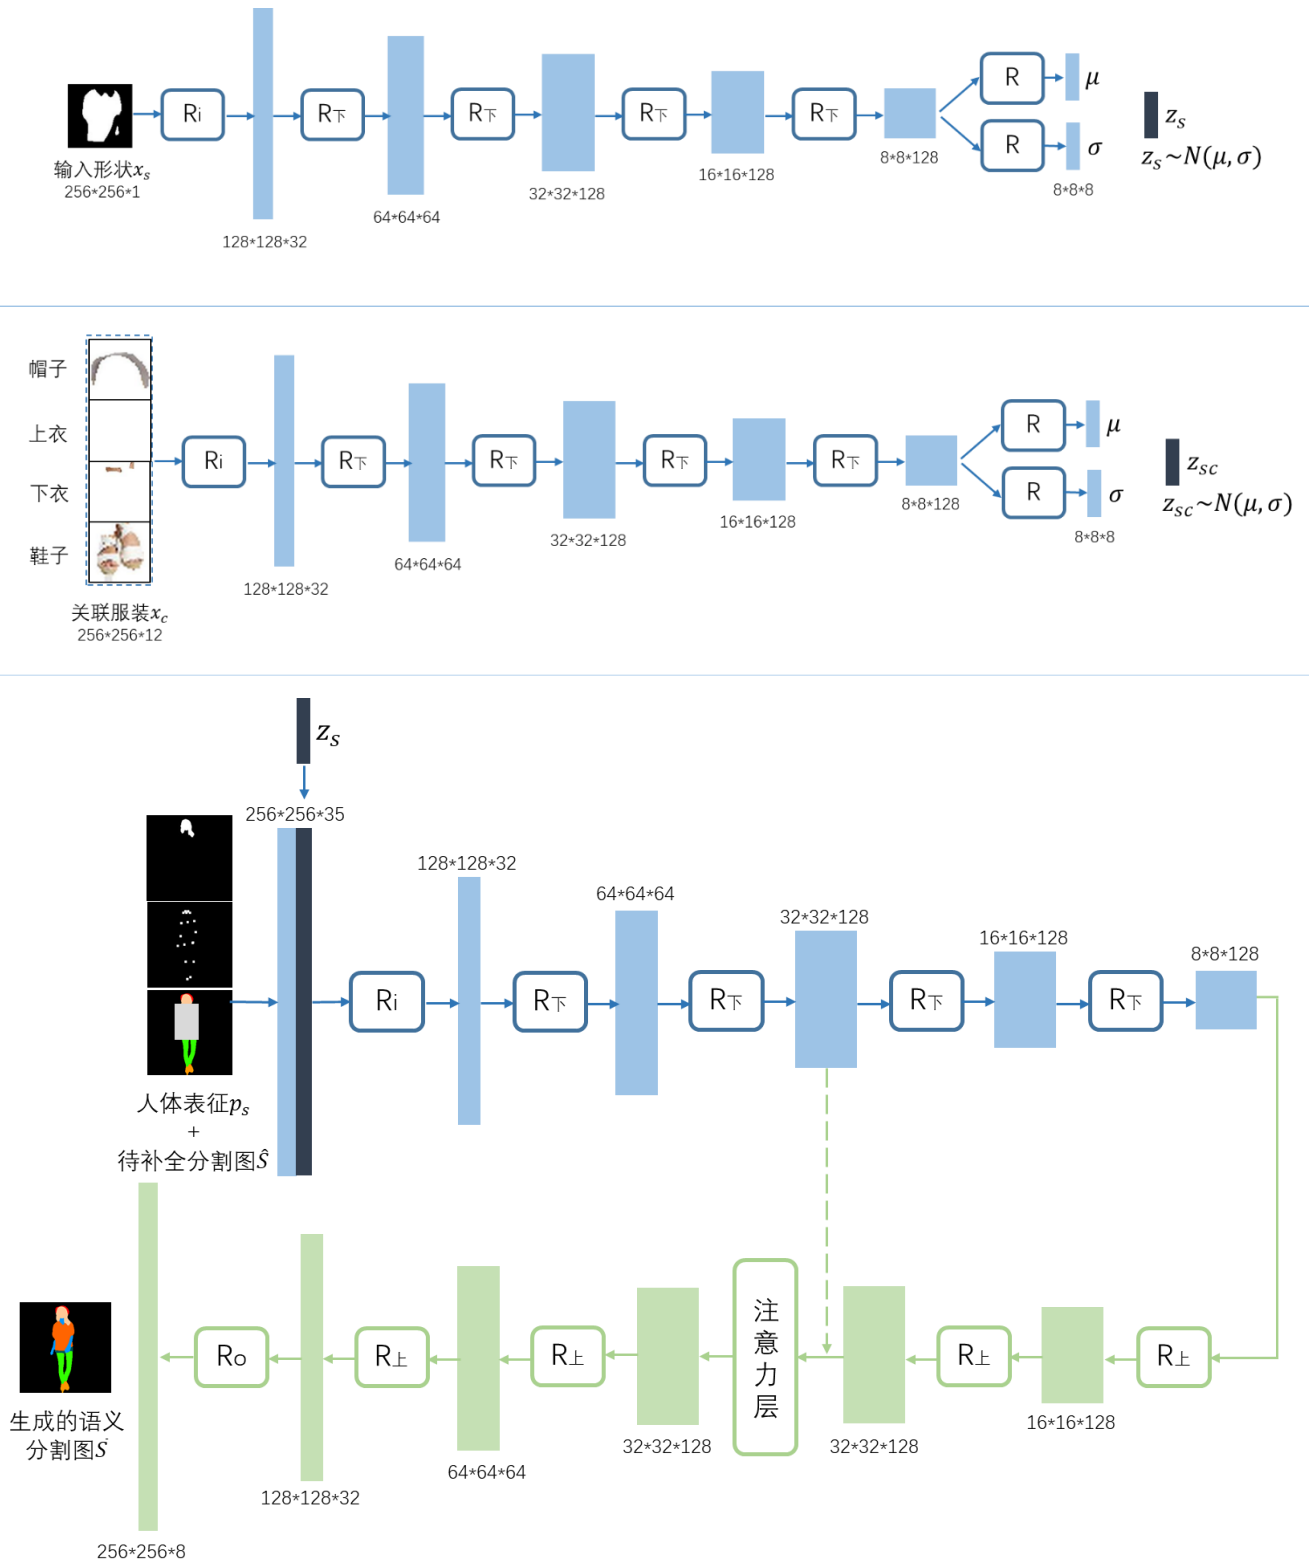 Ri
R下
R下
R下
R下
R
μ
R
σ
z_s
z_s~N(μ, σ)
输入形状x_s
256*256*1
128*128*32
64*64*64
32*32*128
16*16*128
8*8*128
8*8*8
帽子
上衣
下衣
鞋子
Ri
R下
R下
R下
R下
R
μ
R
σ
z_sc
z_sc~N(μ, σ)
关联服装x_c
256*256*12
128*128*32
64*64*64
32*32*128
16*16*128
8*8*128
8*8*8
z_s
256*256*35
128*128*32
64*64*64
32*32*128
16*16*128
8*8*128
Ri
R下
R下
R下
R下
人体表征p_s
+
待补全分割图Ŝ
Ro
R上
R上
注意力层
R上
R上
生成的语义
分割图S
256*256*8
128*128*32
64*64*64
32*32*128
32*32*128
16*16*128